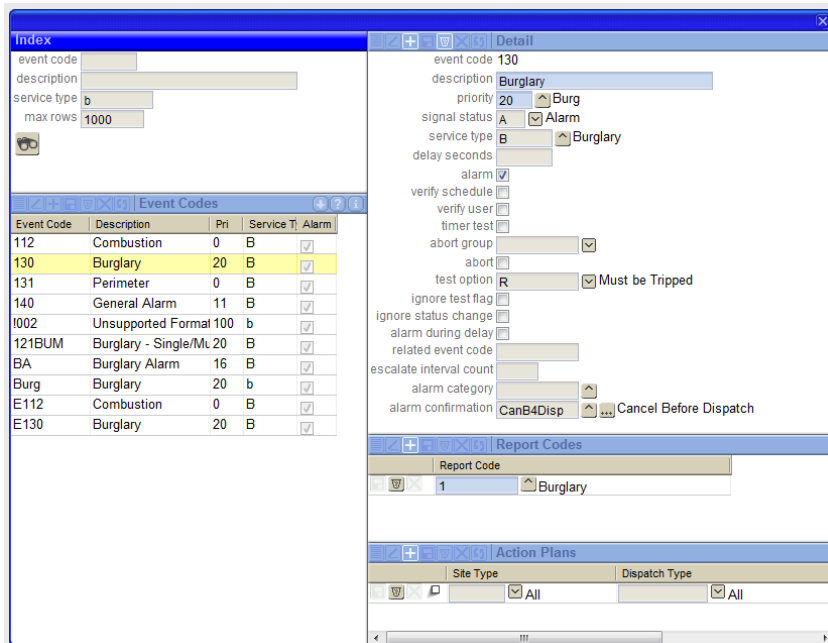 Index
event code
description
service type b
max rows 1000
Event Codes
Event Code Description Pri Service T Alarm
112 Combustion 0 B
130 Burglary 20 B
131 Perimeter 0 B
140 General Alarm 11 B
!002 Unsupported Format 100 b
121BUM Burglary - Single/Mu 20 B
BA Burglary Alarm 16 B
Burg Burglary 20 b
E112 Combustion 0 B
E130 Burglary 20 B
Detail
event code 130
description Burglary
priority 20 Burg
signal status A Alarm
service type B Burglary
delay seconds
alarm
verify schedule
verify user
timer test
abort group
abort
test option R Must be Tripped
ignore test flag
ignore status change
alarm during delay
related event code
escalate interval count
alarm category
alarm confirmation CanB4Disp ... Cancel Before Dispatch
Report Codes
Report Code
1 Burglary
Action Plans
Site Type Dispatch Type
All All